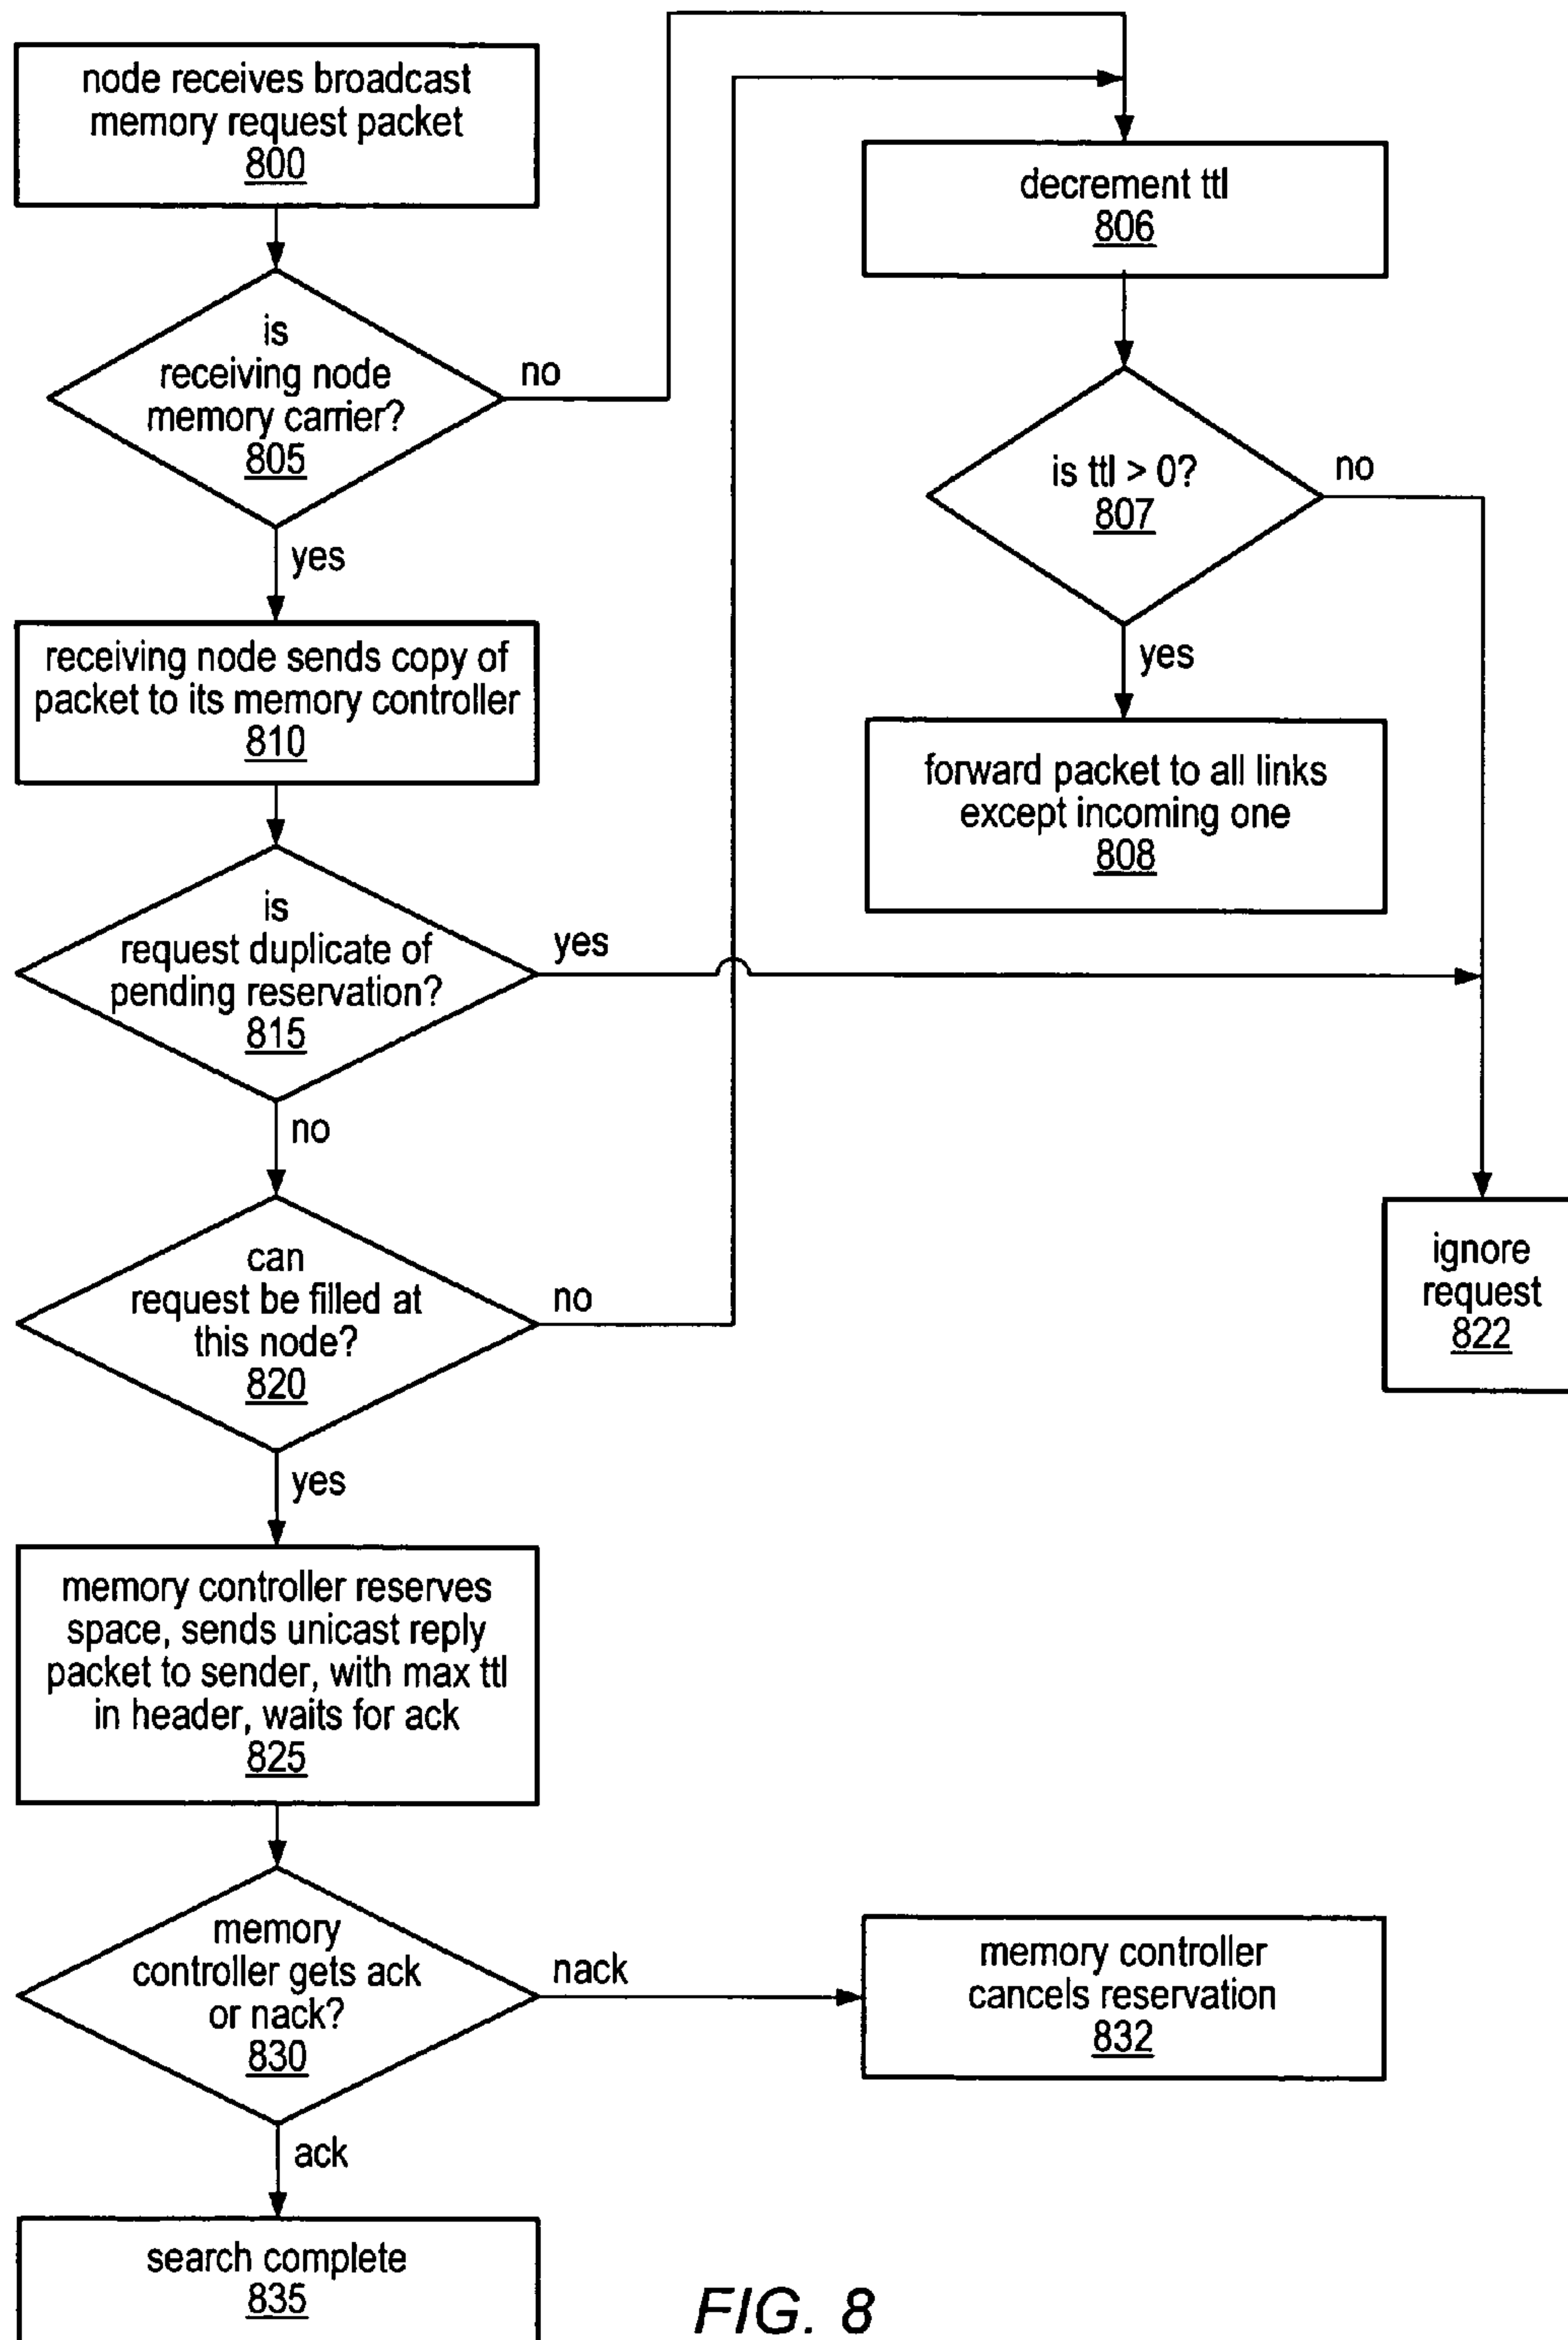 node receives broadcast
memory request packet
800
is
receiving node
memory carrier?
805
no
yes
receiving node sends copy of
packet to its memory controller
810
is
request duplicate of
pending reservation?
815
yes
no
can
request be filled at
this node?
820
no
yes
memory controller reserves
space, sends unicast reply
packet to sender, with max ttl
in header, waits for ack
825
memory
controller gets ack
or nack?
830
nack
ack
search complete
835
decrement ttl
806
is ttl > 0?
807
no
yes
forward packet to all links
except incoming one
808
ignore
request
822
memory controller
cancels reservation
832
FIG. 8